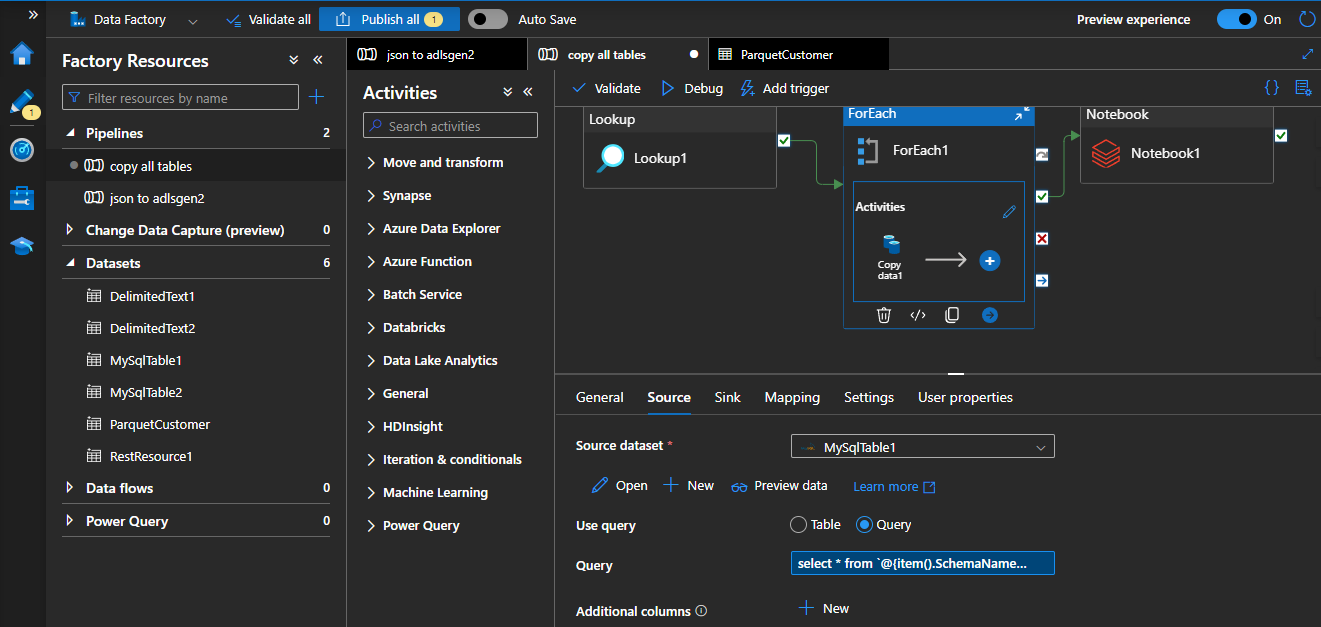 Data Factory
Validate all
Publish all 1
Auto Save
Preview experience
On
1
Factory Resources
Filter resources by name
Pipelines 2
copy all tables
json to adlsgen2
Change Data Capture (preview) 0
Datasets 6
DelimitedText1
DelimitedText2
MySqlTable1
MySqlTable2
ParquetCustomer
RestResource1
Data flows 0
Power Query 0
json to adlsgen2
copy all tables
ParquetCustomer
Activities
Search activities
Move and transform
Synapse
Azure Data Explorer
Azure Function
Batch Service
Databricks
Data Lake Analytics
General
HDInsight
Iteration & conditionals
Machine Learning
Power Query
Validate
Debug
Add trigger
{}
Lookup
Lookup1
ForEach
ForEach1
Activities
Copy
data1
</>
Notebook
Notebook1
General
Source
Sink
Mapping
Settings
User properties
Source dataset *
MySqlTable1
Open
New
Preview data
Learn more
Use query
Table
Query
Query
select * from `@{item().SchemaName...
Additional columns
New